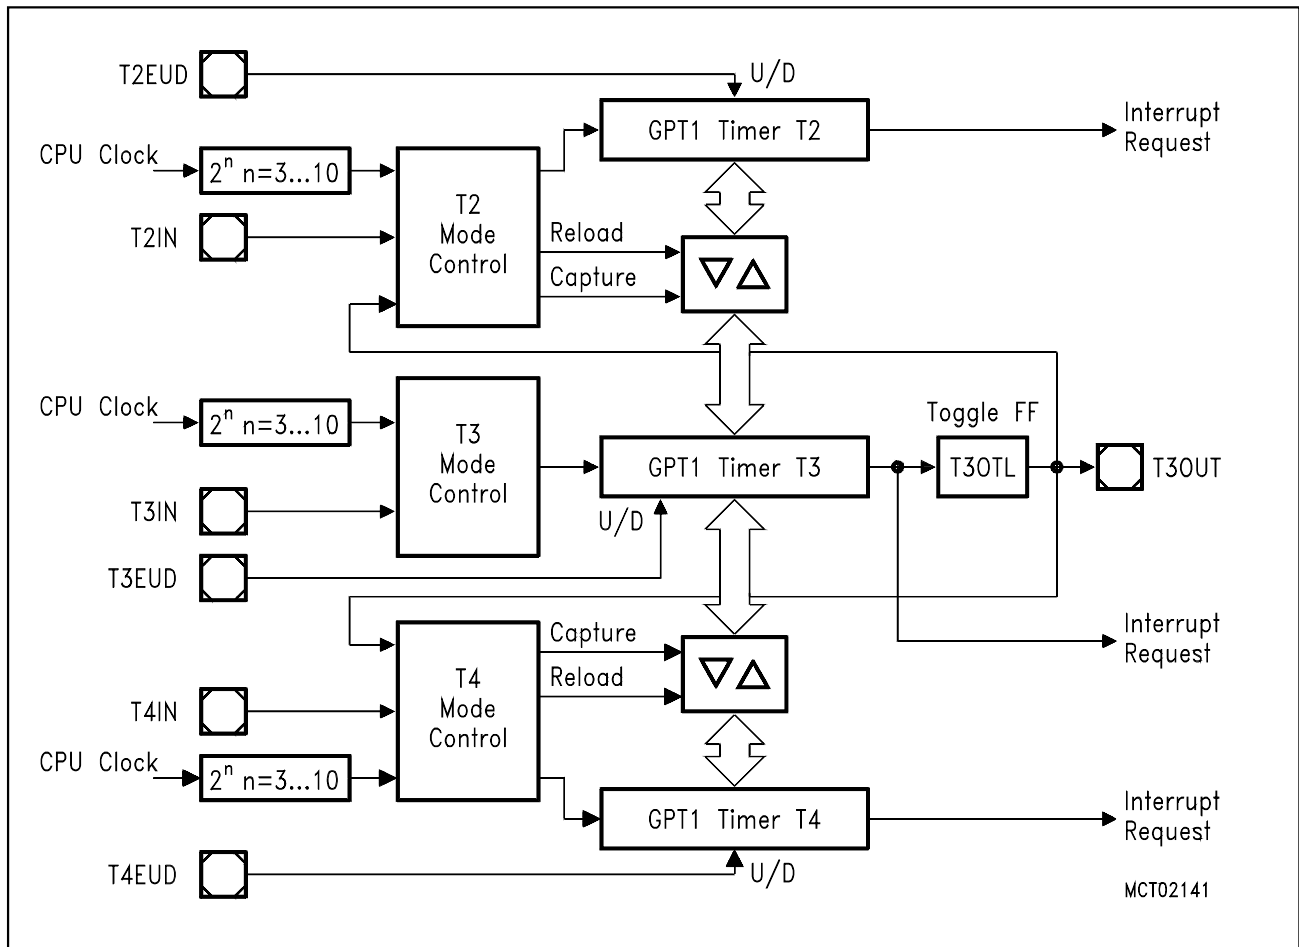 T2EUD
U/D
GPT1 Timer T2
Interrupt
Request
CPU Clock
2ⁿ n=3...10
T2
Mode
Control
T2IN
Reload
Capture
CPU Clock
2ⁿ n=3...10
T3
Mode
Control
GPT1 Timer T3
Toggle FF
T3OTL
T3OUT
T3IN
U/D
T3EUD
Interrupt
Request
Capture
Reload
T4
Mode
Control
T4IN
CPU Clock
2ⁿ n=3...10
GPT1 Timer T4
Interrupt
Request
T4EUD
U/D
MCT02141